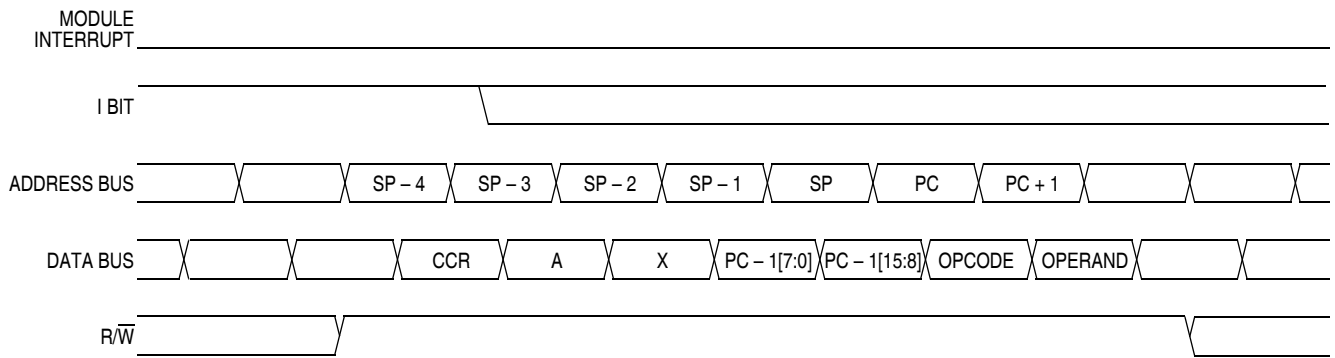 MODULE
INTERRUPT
I BIT
ADDRESS BUS SP – 4 SP – 3 SP – 2 SP – 1 SP PC PC + 1
DATA BUS CCR A X PC – 1[7:0] PC – 1[15:8] OPCODE OPERAND
R/W̅